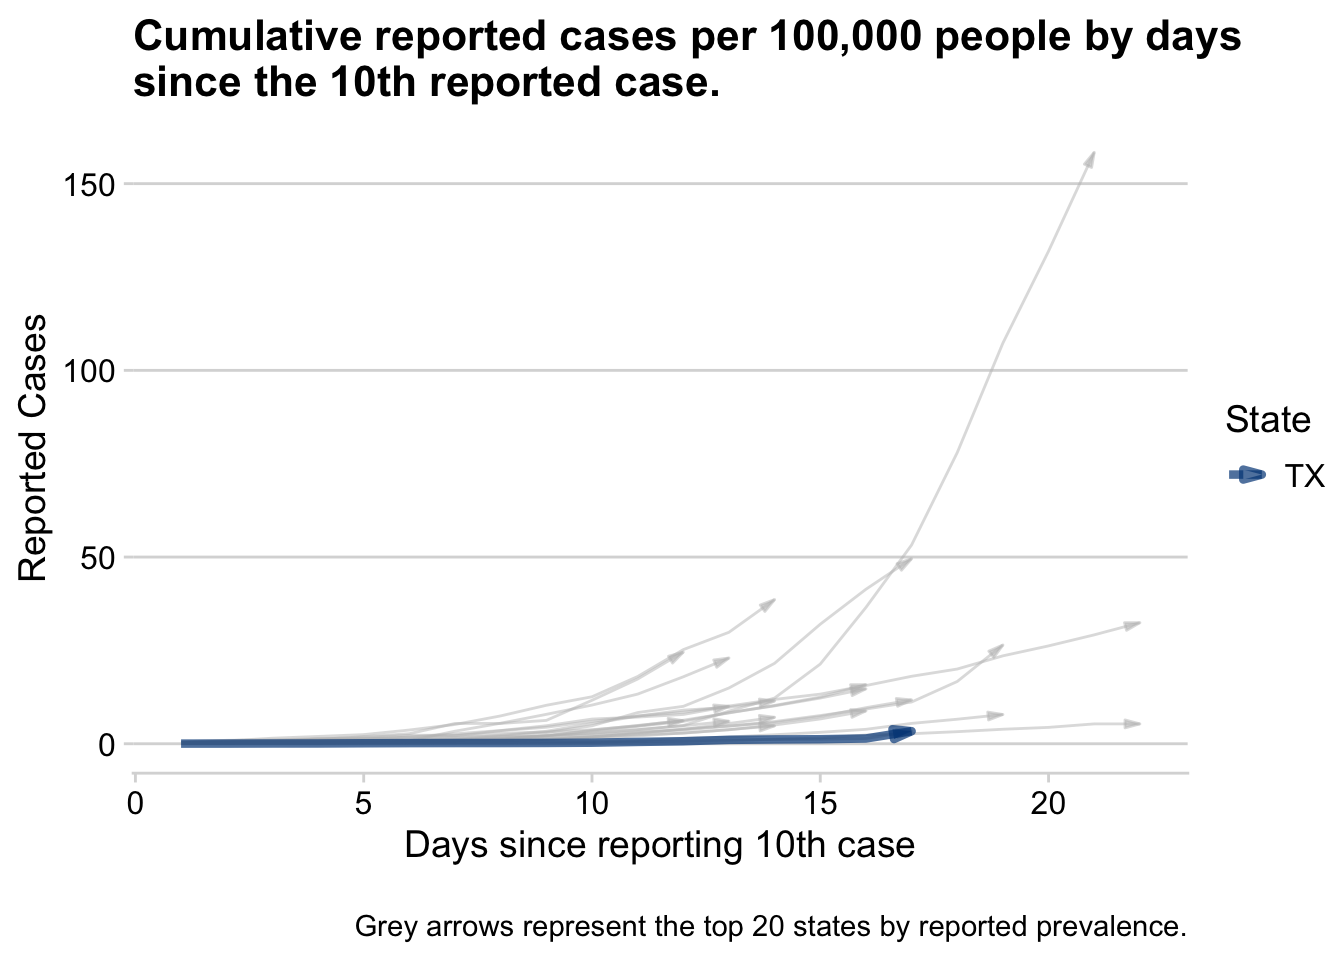 Cumulative reported cases per 100,000 people by days
since the 10th reported case.
150
100
50
0
Reported Cases
0 5 10 15 20
Days since reporting 10th case
State
TX
Grey arrows represent the top 20 states by reported prevalence.